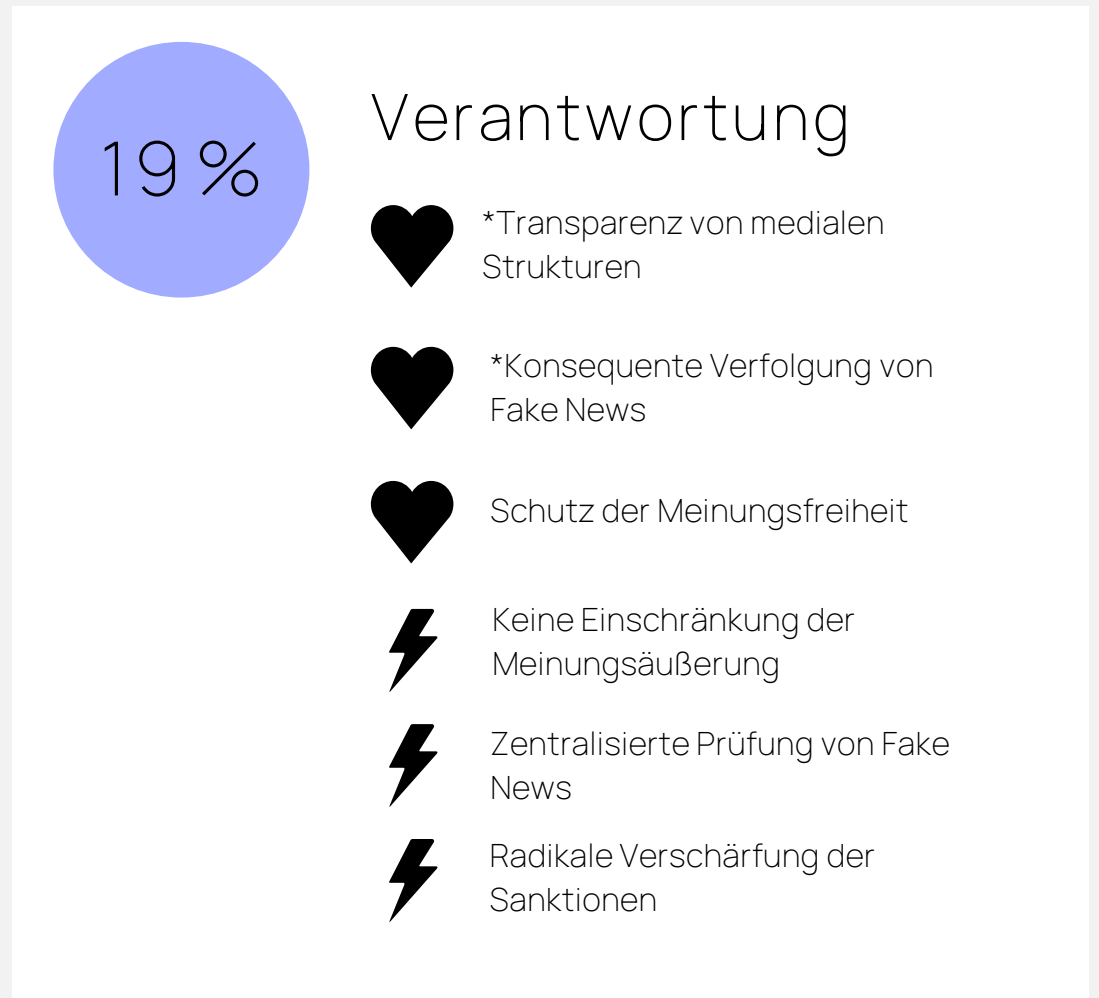 19 %
Verantwortung
*Transparenz von medialen
Strukturen
*Konsequente Verfolgung von
Fake News
Schutz der Meinungsfreiheit
Keine Einschränkung der
Meinungsäußerung
Zentralisierte Prüfung von Fake
News
Radikale Verschärfung der
Sanktionen